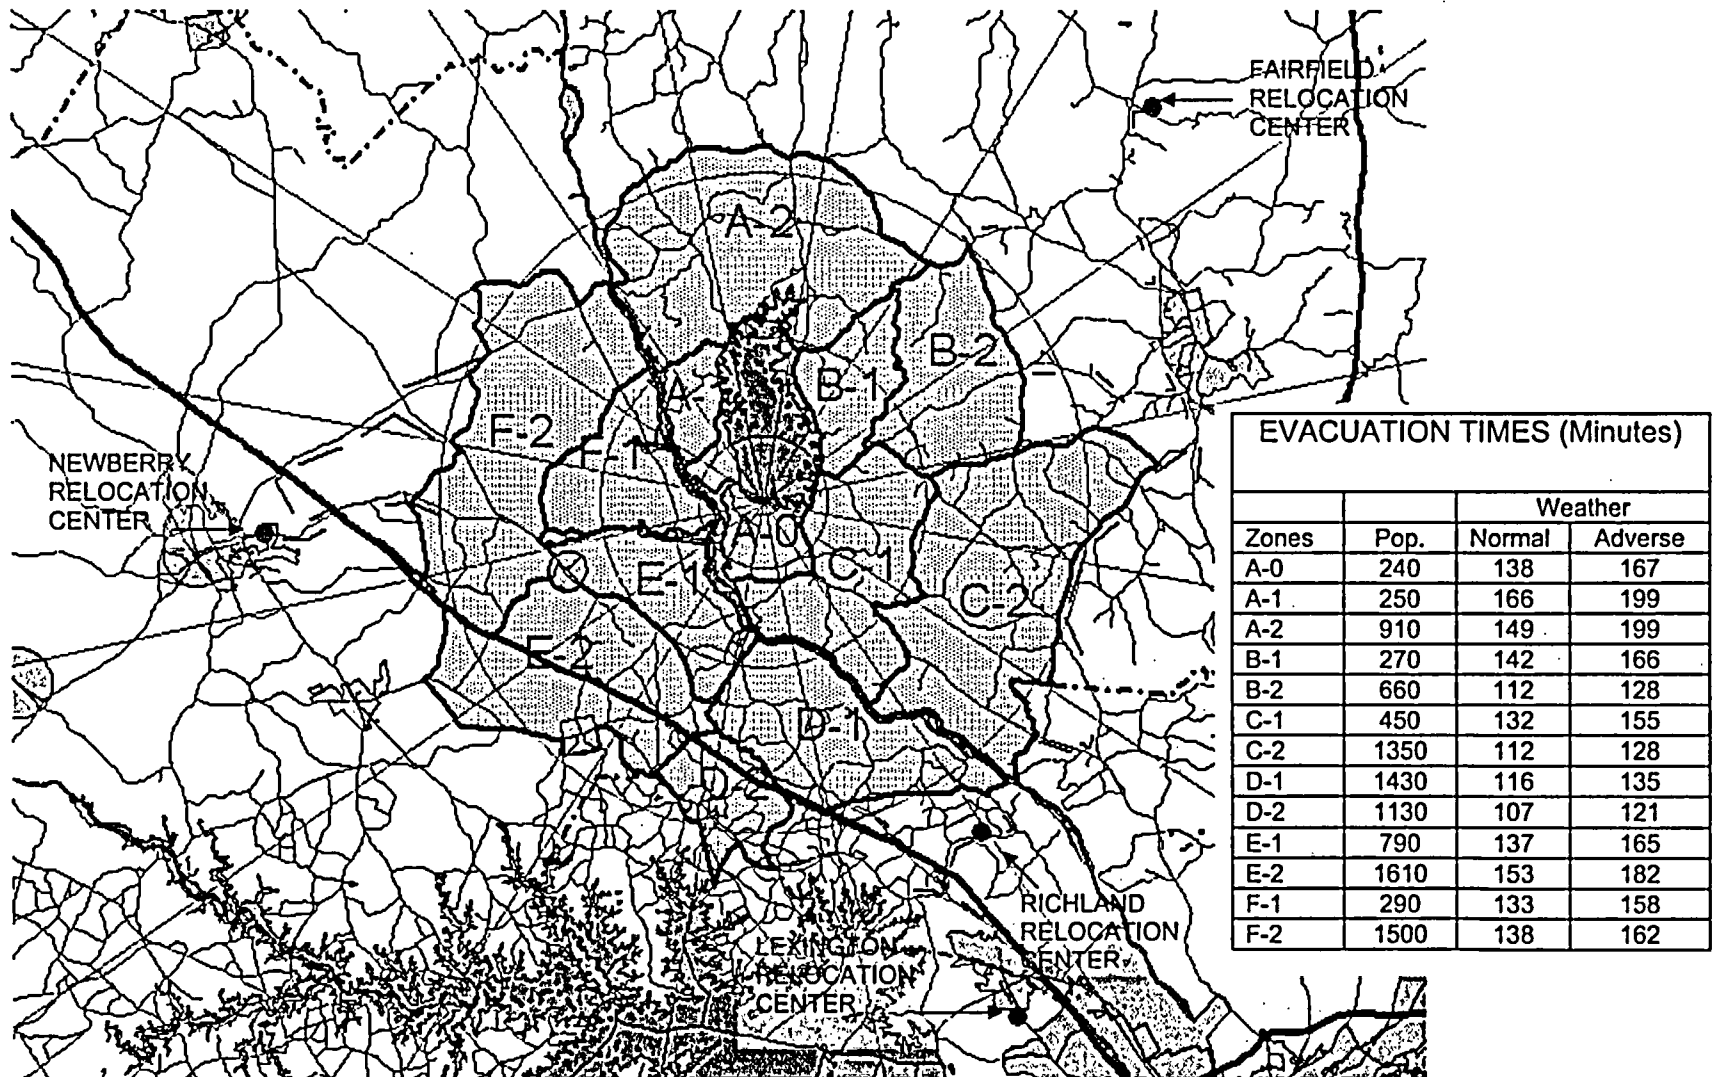 FAIRFIELD
RELOCATION
CENTER
A-2
B-2
A-
B-1
F-2
F-1
NEWBERRY
RELOCATION
CENTER
A-0
E-1
C-1
C-2
E-2
D-1
D-2
RICHLAND
RELOCATION
CENTER
LEXINGTON
RELOCATION
CENTER
EVACUATION TIMES (Minutes)
Weather
Zones Pop. Normal Adverse
A-0 240 138 167
A-1 250 166 199
A-2 910 149 199
B-1 270 142 166
B-2 660 112 128
C-1 450 132 155
C-2 1350 112 128
D-1 1430 116 135
D-2 1130 107 121
E-1 790 137 165
E-2 1610 153 182
F-1 290 133 158
F-2 1500 138 162